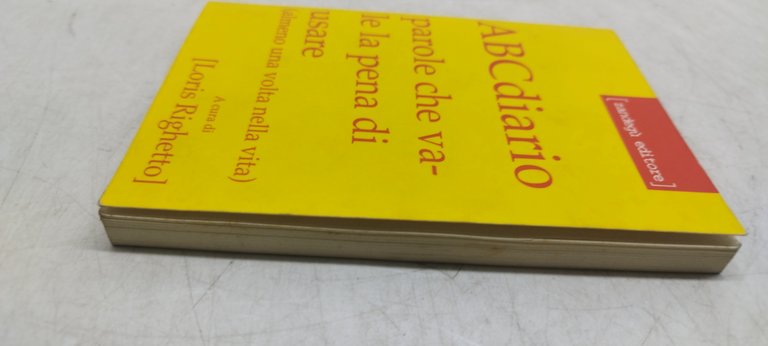 [zandegù editore]
ABCdiario
parole che va-
le la pena di
usare
(almeno una volta nella vita)
A cura di
[Loris Righetto]